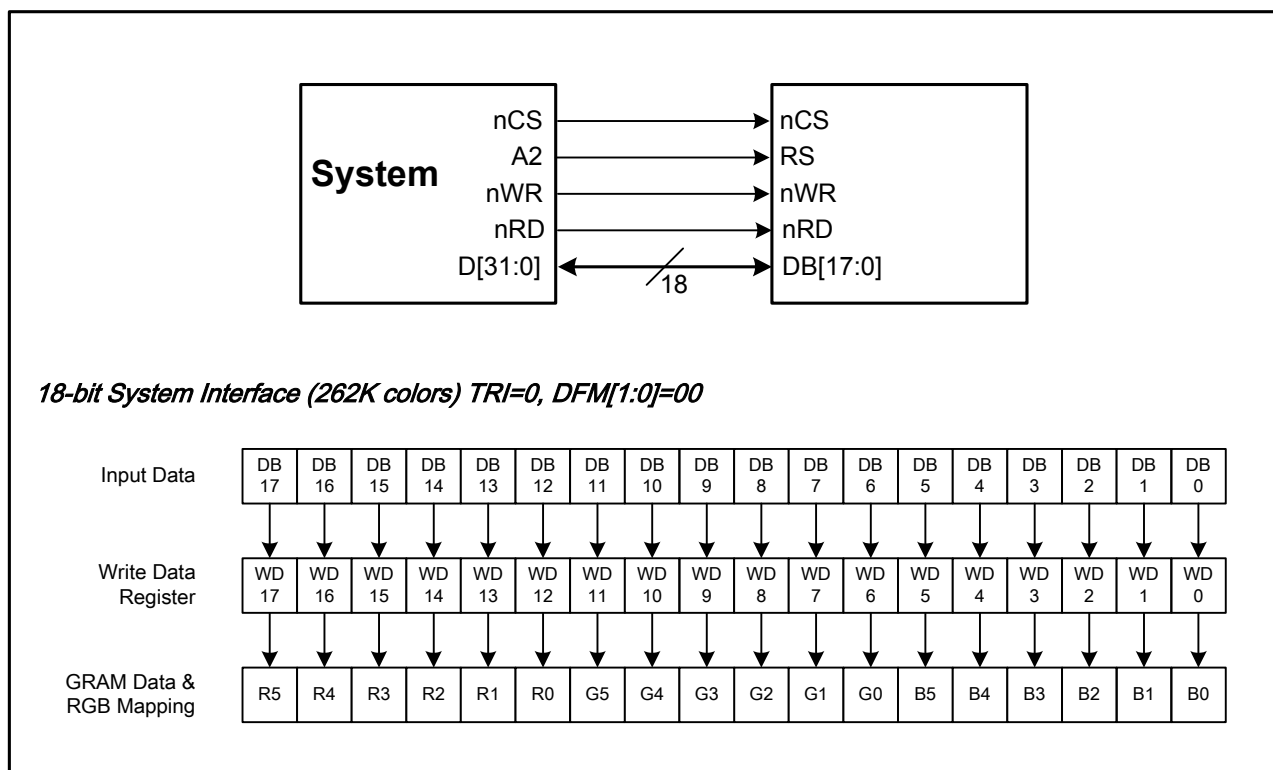 nCS nCS
System A2 RS
nWR nWR
nRD nRD
D[31:0] 18 DB[17:0]
18-bit System Interface (262K colors) TRI=0, DFM[1:0]=00
Input Data DB 17 DB 16 DB 15 DB 14 DB 13 DB 12 DB 11 DB 10 DB 9 DB 8 DB 7 DB 6 DB 5 DB 4 DB 3 DB 2 DB 1 DB 0
Write Data Register WD 17 WD 16 WD 15 WD 14 WD 13 WD 12 WD 11 WD 10 WD 9 WD 8 WD 7 WD 6 WD 5 WD 4 WD 3 WD 2 WD 1 WD 0
GRAM Data & RGB Mapping R5 R4 R3 R2 R1 R0 G5 G4 G3 G2 G1 G0 B5 B4 B3 B2 B1 B0